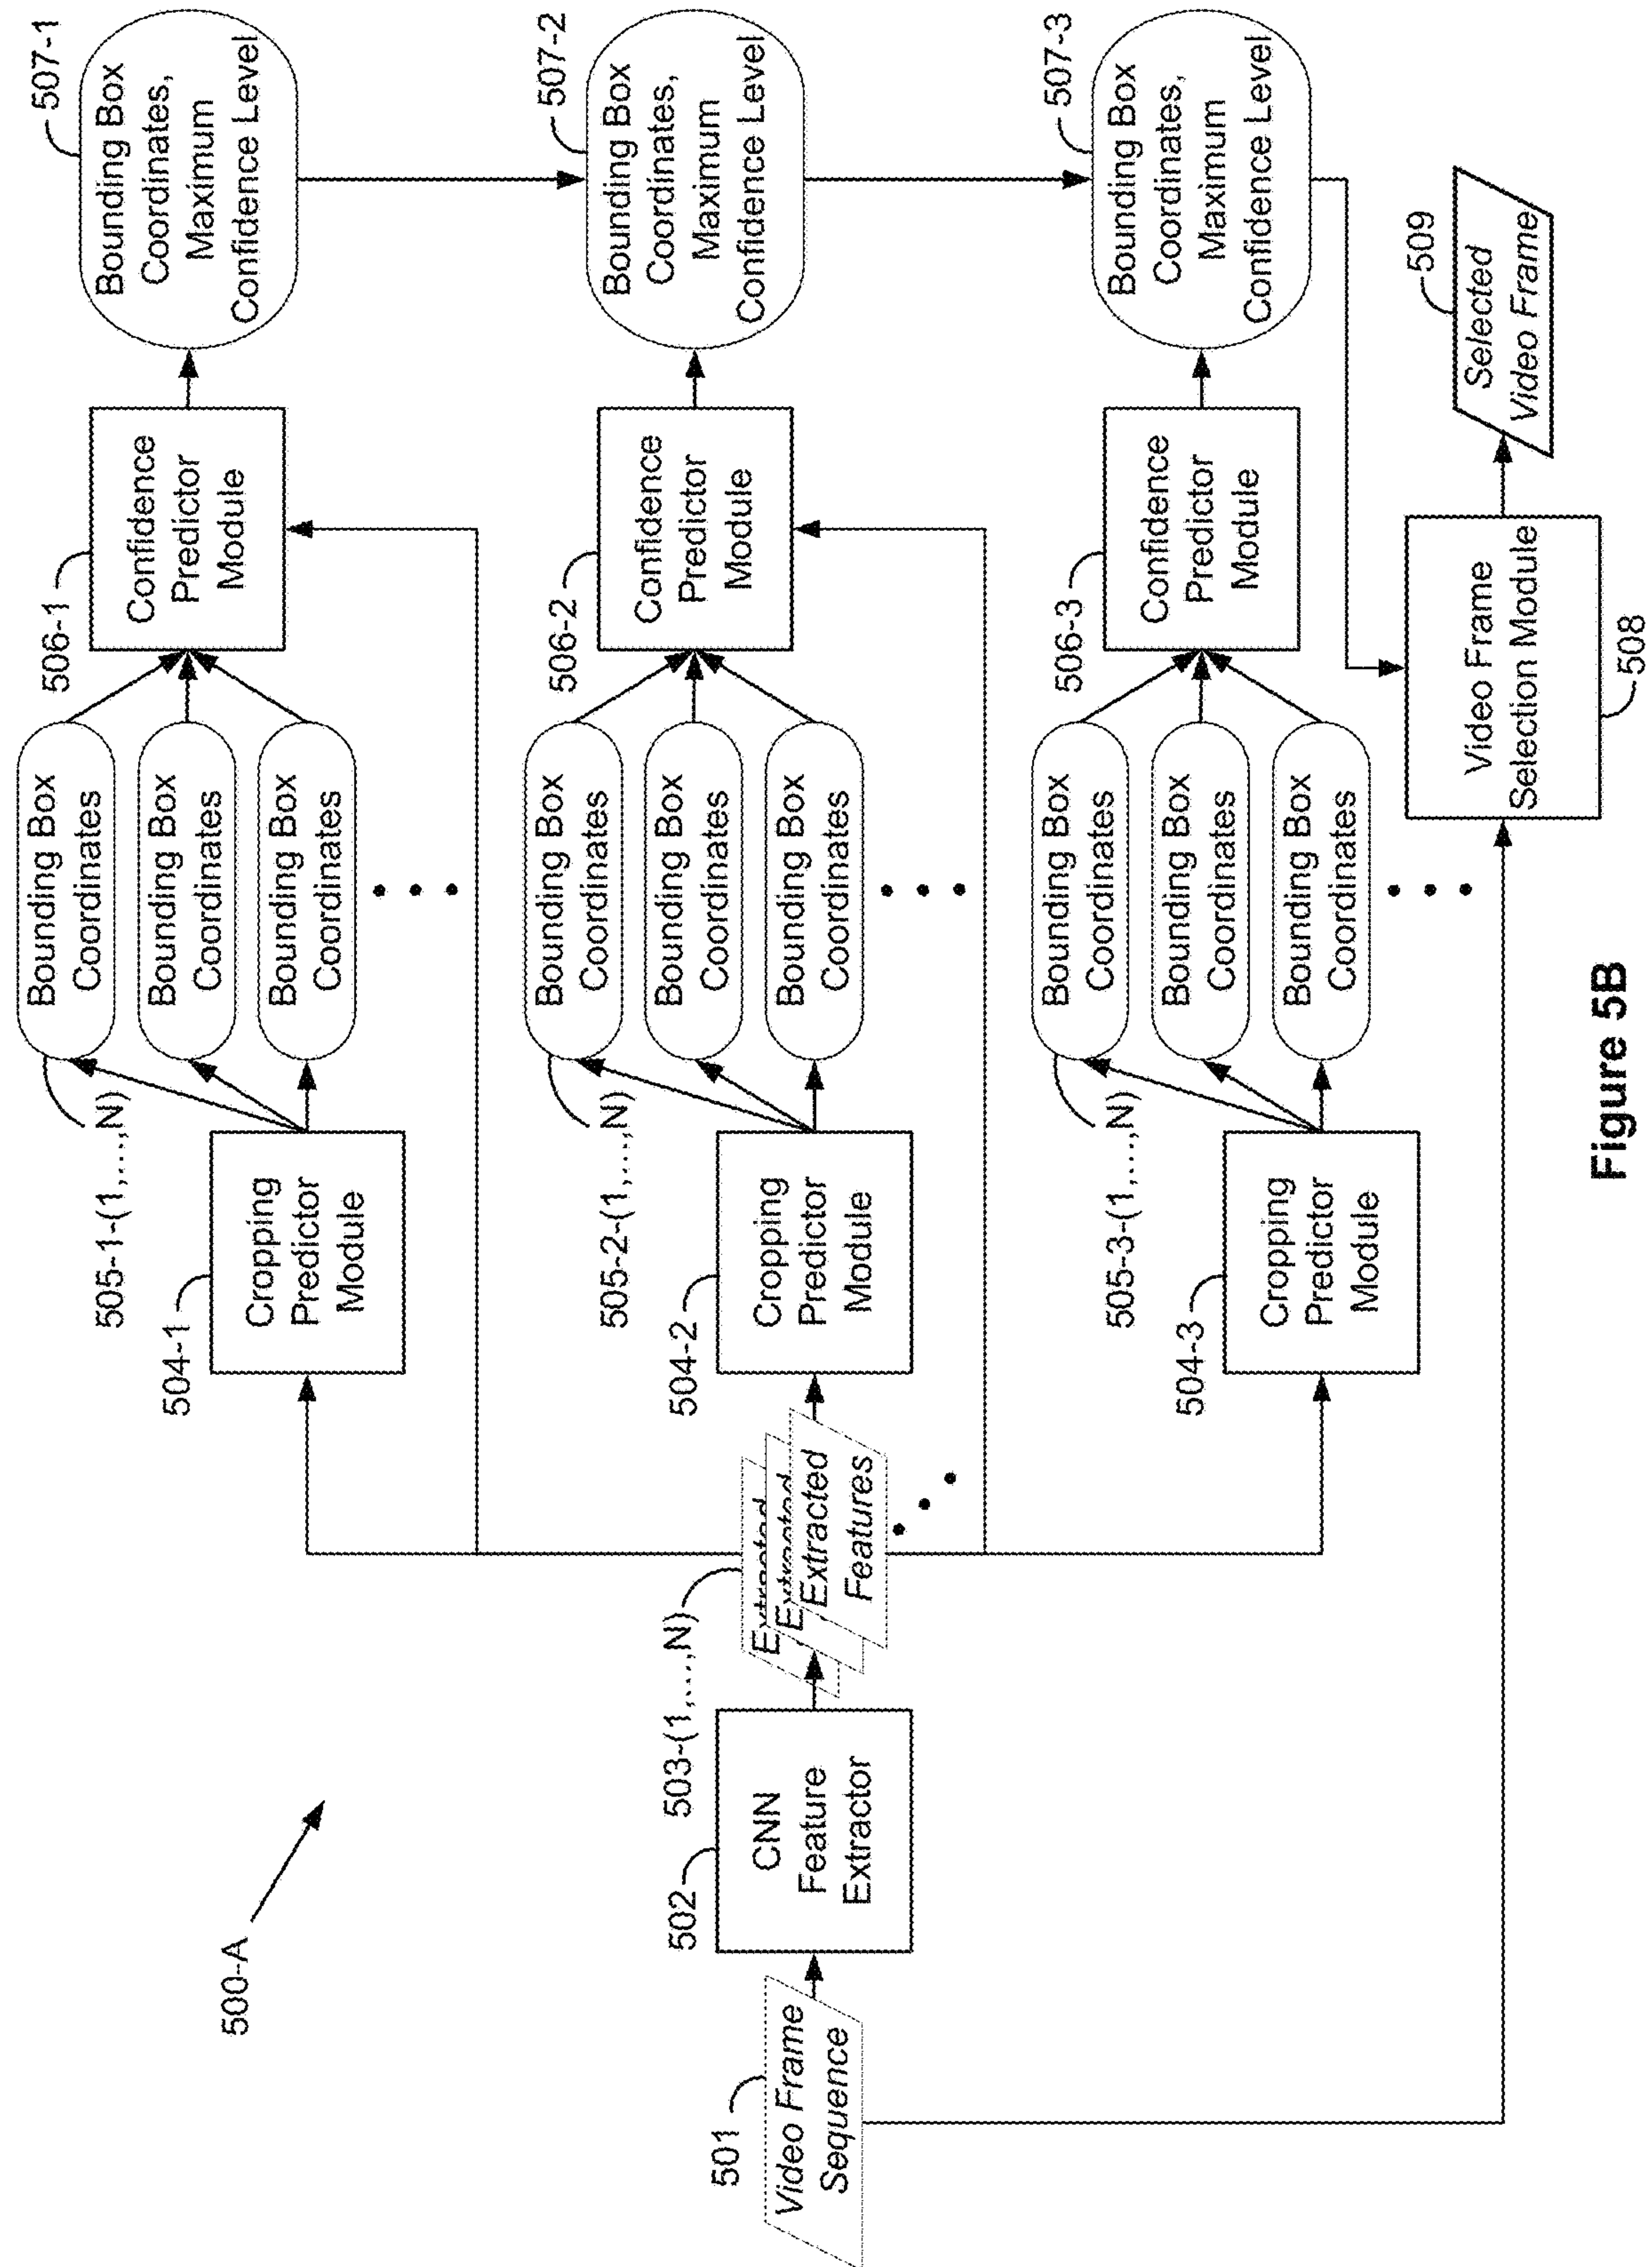 500-A
501
Video Frame
Sequence
502
CNN
Feature
Extractor
503-(1,...,N)
Extracted
Extracted
Extracted
Features
504-1
Cropping
Predictor
Module
505-1-(1,...,N)
Bounding Box
Coordinates
Bounding Box
Coordinates
Bounding Box
Coordinates
506-1
Confidence
Predictor
Module
507-1
Bounding Box
Coordinates,
Maximum
Confidence Level
504-2
Cropping
Predictor
Module
505-2-(1,...,N)
Bounding Box
Coordinates
Bounding Box
Coordinates
Bounding Box
Coordinates
506-2
Confidence
Predictor
Module
507-2
Bounding Box
Coordinates,
Maximum
Confidence Level
504-3
Cropping
Predictor
Module
505-3-(1,...,N)
Bounding Box
Coordinates
Bounding Box
Coordinates
Bounding Box
Coordinates
506-3
Confidence
Predictor
Module
507-3
Bounding Box
Coordinates,
Maximum
Confidence Level
Video Frame
Selection Module
508
509
Selected
Video Frame
Figure 5B